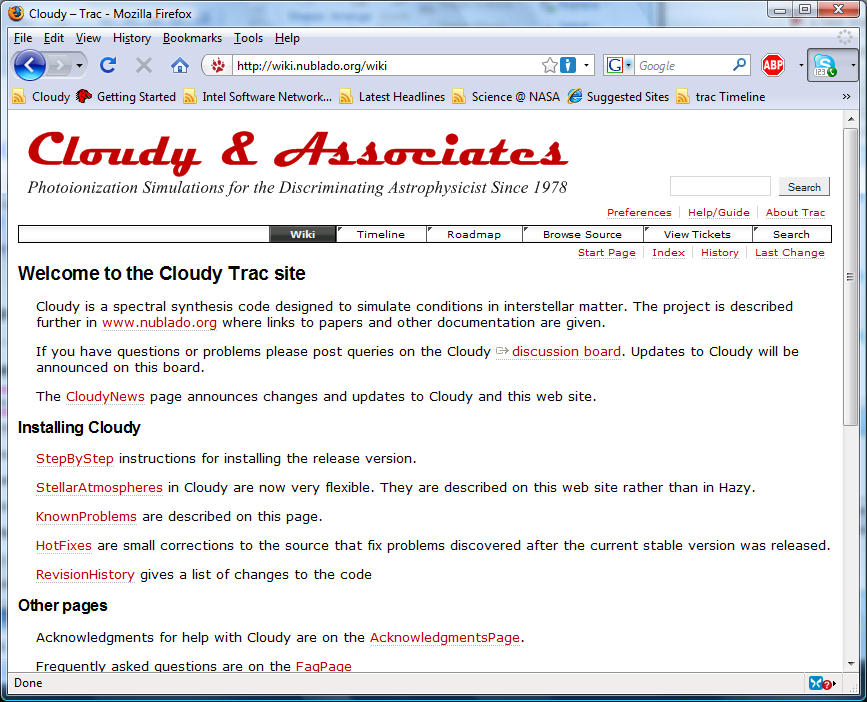 Cloudy – Trac - Mozilla Firefox
File Edit View History Bookmarks Tools Help
http://wiki.nublado.org/wiki
G Google
ABP
123
Cloudy Getting Started Intel Software Network... Latest Headlines Science @ NASA Suggested Sites trac Timeline »
Cloudy & Associates
Photoionization Simulations for the Discriminating Astrophysicist Since 1978
Search
Preferences Help/Guide About Trac
Wiki Timeline Roadmap Browse Source View Tickets Search
Start Page Index History Last Change
Welcome to the Cloudy Trac site
Cloudy is a spectral synthesis code designed to simulate conditions in interstellar matter. The project is described
further in www.nublado.org where links to papers and other documentation are given.
If you have questions or problems please post queries on the Cloudy discussion board. Updates to Cloudy will be
announced on this board.
The CloudyNews page announces changes and updates to Cloudy and this web site.
Installing Cloudy
StepByStep instructions for installing the release version.
StellarAtmospheres in Cloudy are now very flexible. They are described on this web site rather than in Hazy.
KnownProblems are described on this page.
HotFixes are small corrections to the source that fix problems discovered after the current stable version was released.
RevisionHistory gives a list of changes to the code
Other pages
Acknowledgments for help with Cloudy are on the AcknowledgmentsPage.
Frequently asked questions are on the FaqPage
Done